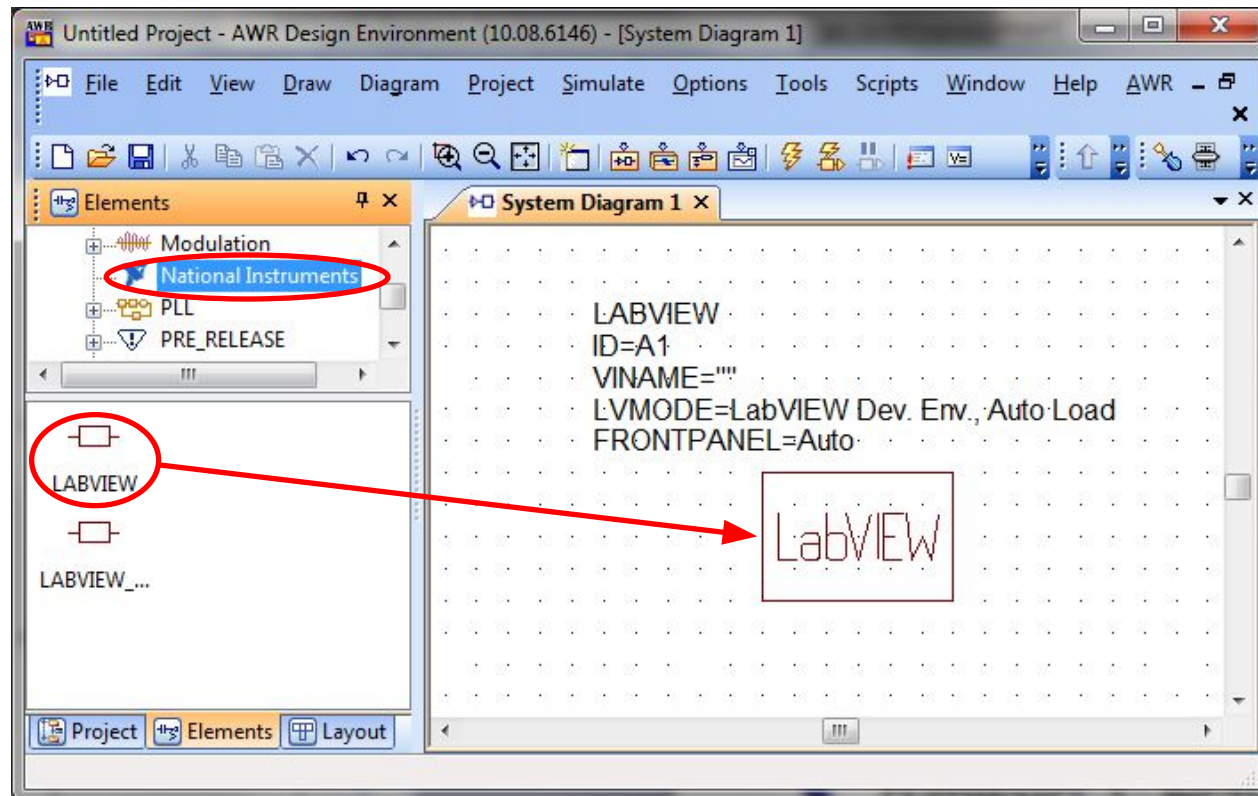 AWR Untitled Project - AWR Design Environment (10.08.6146) - [System Diagram 1]
File Edit View Draw Diagram Project Simulate Options Tools Scripts Window Help AWR
Elements
System Diagram 1
Modulation
National Instruments
PLL
PRE_RELEASE
LABVIEW
ID=A1
VINAME=""
LVMODE=LabVIEW Dev. Env., Auto Load
FRONTPANEL=Auto
LabVIEW
LABVIEW
LABVIEW_...
Project Elements Layout